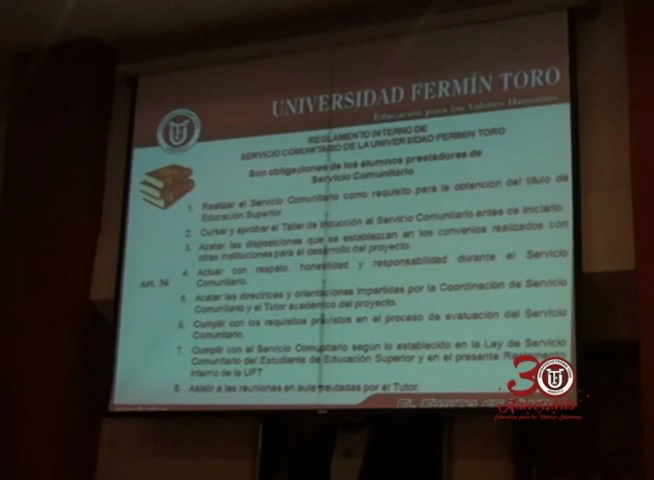 UNIVERSIDAD FERMÍN TORO
Educación para los Valores Humanos
REGLAMENTO INTERNO DE
SERVICIO COMUNITARIO DE LA UNIVERSIDAD FERMIN TORO
Son obligaciones de los alumnos prestadores de
Servicio Comunitario
1. Realizar el Servicio Comunitario como requisito para la obtención del título de
Educación Superior.
2. Cursar y aprobar el Taller de Inducción al Servicio Comunitario antes de iniciarlo.
3. Acatar las disposiciones que se establezcan en los convenios realizados con
otras instituciones para el desarrollo del proyecto.
4. Actuar con respeto, honestidad y responsabilidad durante el Servicio
Comunitario.
Art. 36
5. Acatar las directrices y orientaciones impartidas por la Coordinación de Servicio
Comunitario y el Tutor académico del proyecto.
6. Cumplir con los requisitos previstos en el proceso de evaluación del Servicio
Comunitario.
7. Cumplir con el Servicio Comunitario según lo establecido en la Ley de Servicio
Comunitario del Estudiante de Educación Superior y en el presente Reglamento
Interno de la UFT
8. Asistir a las reuniones en aula pautadas por el Tutor.
30
Aniversario
Educación para los Valores Humanos